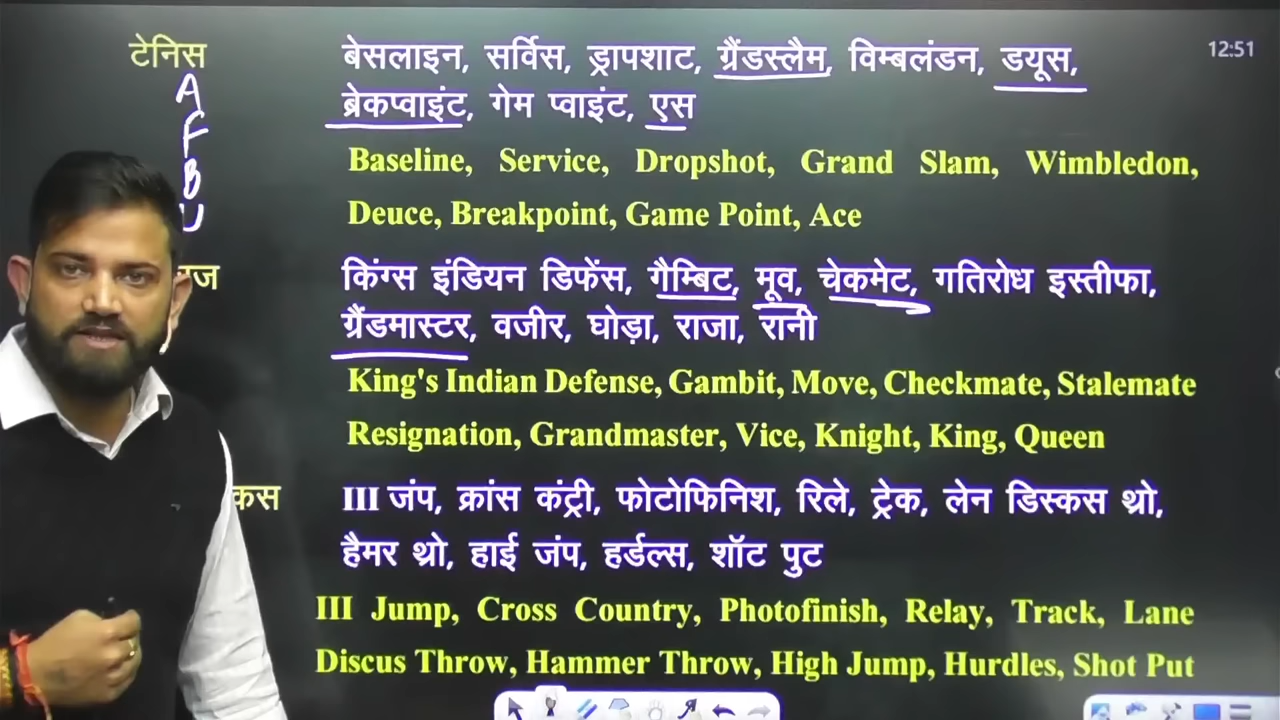 टेनिस बेसलाइन, सर्विस, ड्रापशाट, ग्रैंडस्लैम, विम्बलंडन, डयूस, 12:51
A ब्रेकप्वाइंट, गेम प्वाइंट, एस
F
B Baseline, Service, Dropshot, Grand Slam, Wimbledon,
U Deuce, Breakpoint, Game Point, Ace
किंग्स इंडियन डिफेंस, गैम्बिट, मूव, चेकमेट, गतिरोध इस्तीफा,
ग्रैंडमास्टर, वजीर, घोड़ा, राजा, रानी
King's Indian Defense, Gambit, Move, Checkmate, Stalemate
Resignation, Grandmaster, Vice, Knight, King, Queen
III जंप, क्रांस कंट्री, फोटोफिनिश, रिले, ट्रेक, लेन डिस्कस थ्रो,
हैमर थ्रो, हाई जंप, हर्डल्स, शॉट पुट
III Jump, Cross Country, Photofinish, Relay, Track, Lane
Discus Throw, Hammer Throw, High Jump, Hurdles, Shot Put